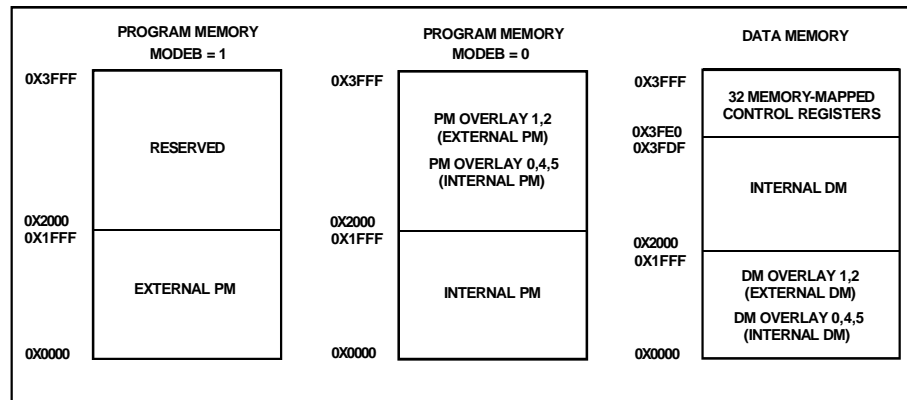 PROGRAM MEMORY
MODEB = 1
0X3FFF
RESERVED
0X2000
0X1FFF
EXTERNAL PM
0X0000
PROGRAM MEMORY
MODEB = 0
0X3FFF
PM OVERLAY 1,2
(EXTERNAL PM)
PM OVERLAY 0,4,5
(INTERNAL PM)
0X2000
0X1FFF
INTERNAL PM
0X0000
DATA MEMORY
0X3FFF
32 MEMORY-MAPPED
CONTROL REGISTERS
0X3FE0
0X3FDF
INTERNAL DM
0X2000
0X1FFF
DM OVERLAY 1,2
(EXTERNAL DM)
DM OVERLAY 0,4,5
(INTERNAL DM)
0X0000